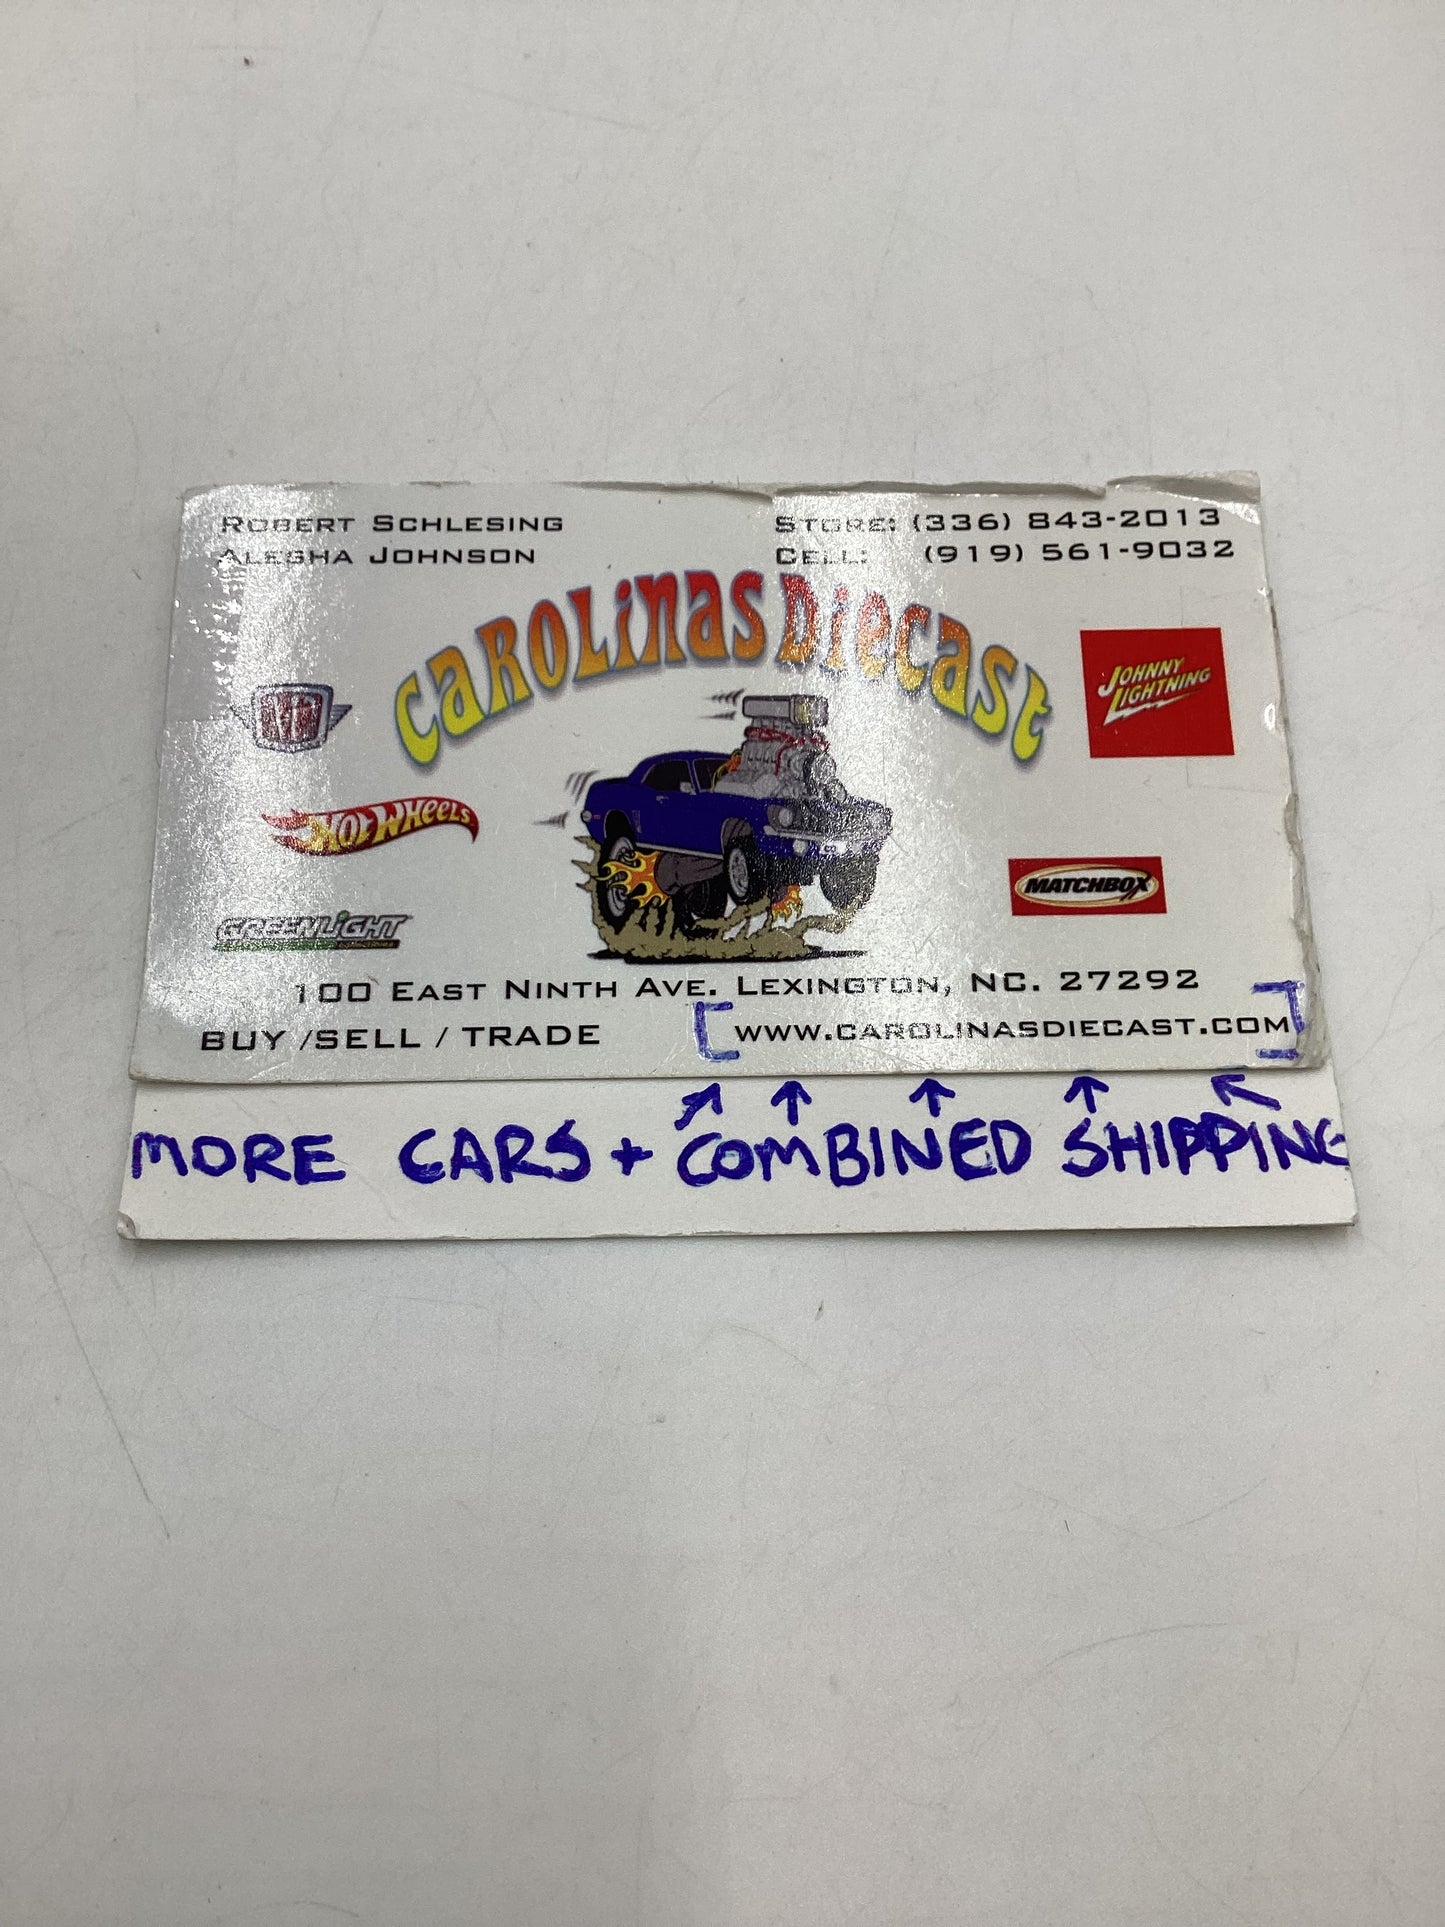 ROBERT SCHLESING
ALESHA JOHNSON
STORE: (336) 843-2013
CELL: (919) 561-9032
CAROLINAS DIECAST
JOHNNY
LIGHTNING
HOT WHEELS
MATCHBOX
GREENLIGHT
100 EAST NINTH AVE. LEXINGTON, NC. 27292
BUY /SELL / TRADE
[WWW.CAROLINASDIECAST.COM]
↗ ↑ ↑ ↑ ↖
MORE CARS + COMBINED SHIPPING